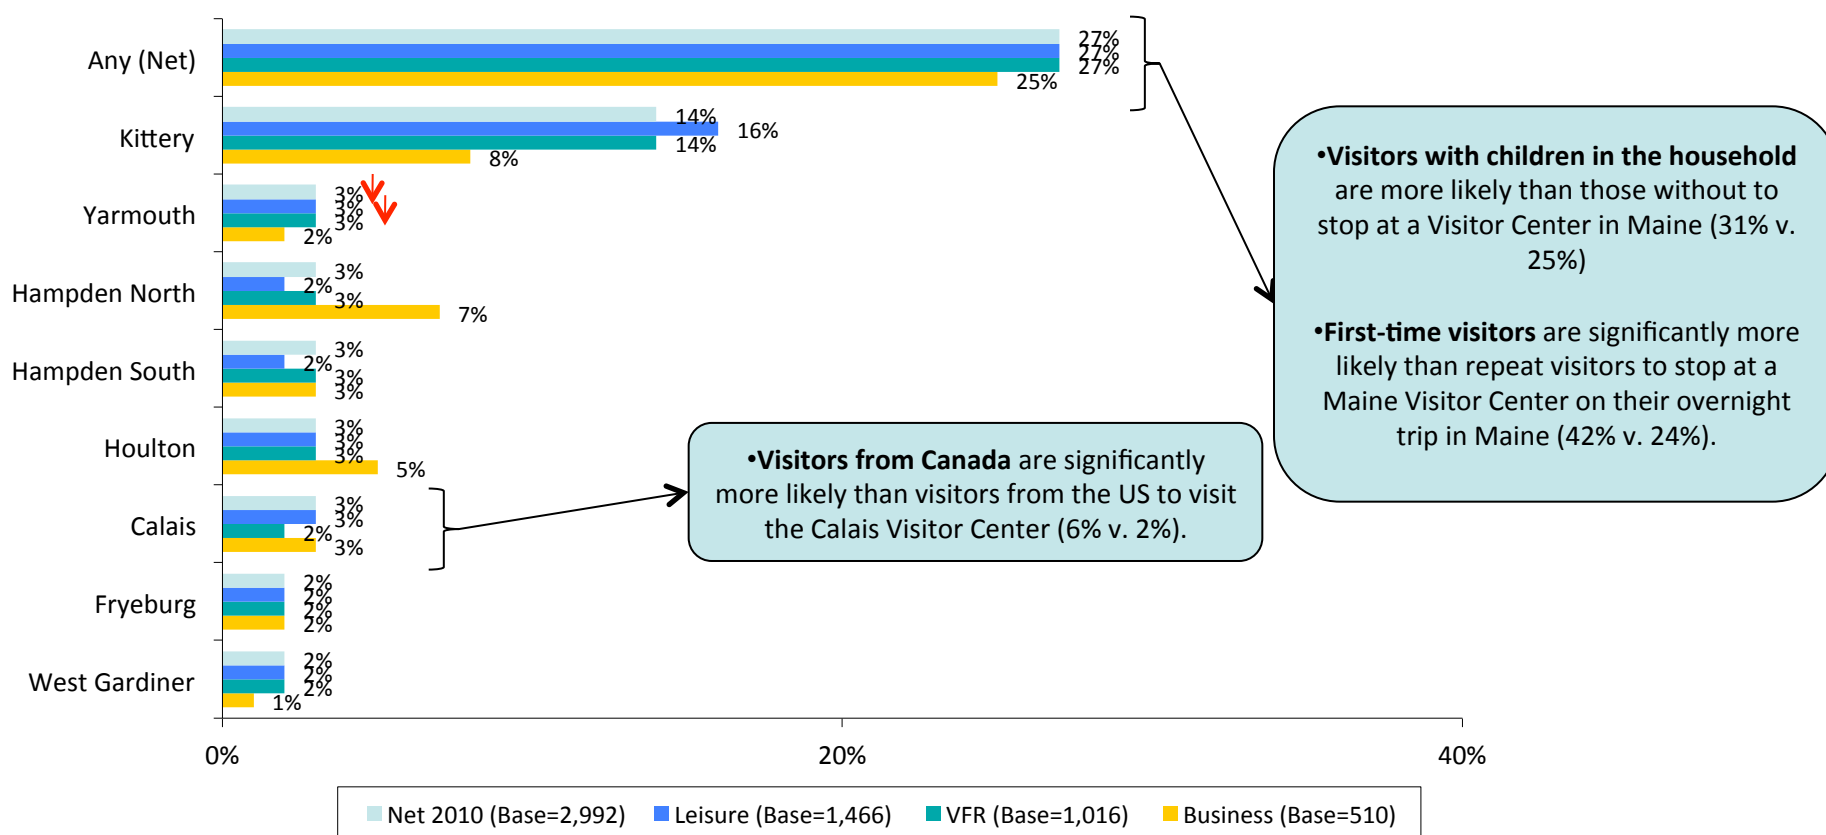 Any (Net)
27%
27%
27%
25%
Kittery
14%
16%
14%
8%
Yarmouth
3%
3%
3%
2%
Hampden North
3%
2%
3%
7%
Hampden South
3%
2%
3%
3%
Houlton
3%
3%
3%
5%
Calais
3%
3%
2%
3%
Fryeburg
2%
2%
2%
2%
West Gardiner
2%
2%
2%
1%
0%
20%
40%
•Visitors with children in the household
are more likely than those without to
stop at a Visitor Center in Maine (31% v.
25%)
•First-time visitors are significantly more
likely than repeat visitors to stop at a
Maine Visitor Center on their overnight
trip in Maine (42% v. 24%).
•Visitors from Canada are significantly
more likely than visitors from the US to visit
the Calais Visitor Center (6% v. 2%).
Net 2010 (Base=2,992)
Leisure (Base=1,466)
VFR (Base=1,016)
Business (Base=510)